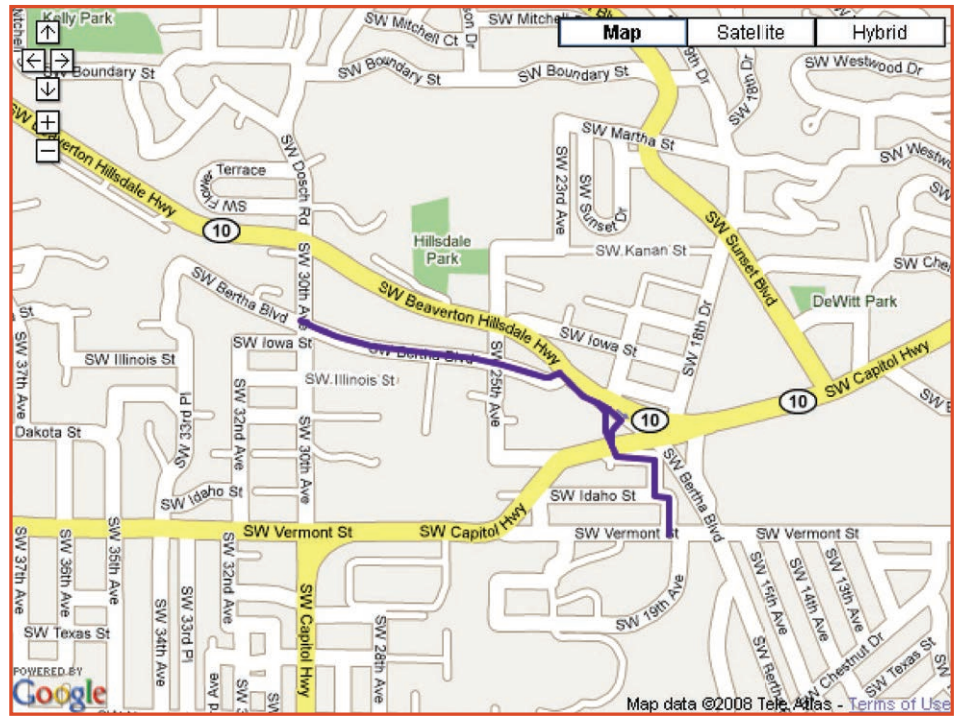 Kelly Park
SW Mitchell Ct
SW Mitchell St
Map
Satellite
Hybrid
SW Boundary St
SW Boundary St
SW Boundary St
SW 18th Dr
SW Westwood Dr
SW Martha St
SW Beaverton Hillsdale Hwy
SW Dosch Rd
Terrace
SW Flower
10
SW 23rd Ave
SW Sunset Dr
Hillsdale
Park
SW Kanan St
SW Sunset Blvd
SW 30th Ave
SW Bertha Blvd
SW Beaverton Hillsdale Hwy
SW 18th Dr
DeWitt Park
SW Iowa St
SW Iowa St
SW Bertha Blvd
SW Illinois St
SW Illinois St
SW 25th Ave
SW Capitol Hwy
SW 37th Ave
SW 33rd Pl
SW 32nd Ave
SW 30th Ave
10
10
Dakota St
SW Idaho St
SW Idaho St
SW Bertha Blvd
SW Vermont St
SW Capitol Hwy
SW Vermont St
SW Vermont St
SW 37th Ave
SW 36th Ave
SW 35th Ave
SW 34th Ave
SW 33rd Pl
SW 32nd Ave
SW Capitol Hwy
SW 28th Ave
SW 19th Ave
SW 15th Ave
SW 14th Ave
SW 13th Ave
SW Texas St
SW Chestnut Dr
SW Texas St
POWERED BY
Google
Map data ©2008 Tele Atlas - Terms of Use